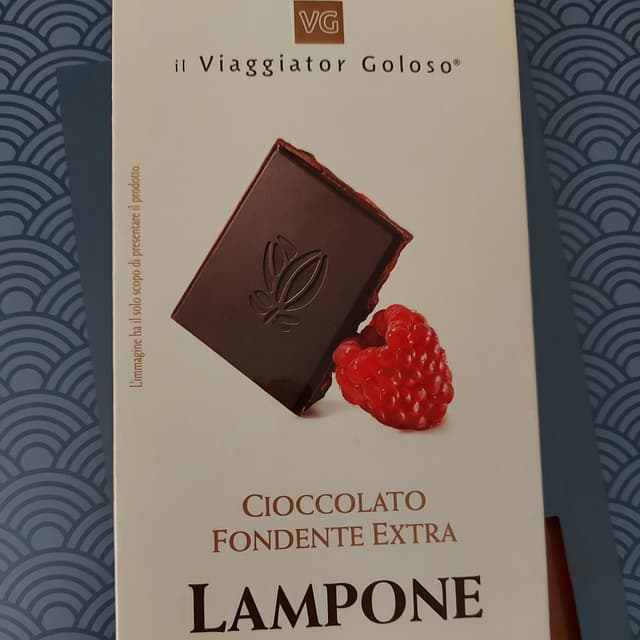 VG
il Viaggiator Goloso®
L'immagine ha il solo scopo di presentare il prodotto.
CIOCCOLATO
FONDENTE EXTRA
LAMPONE